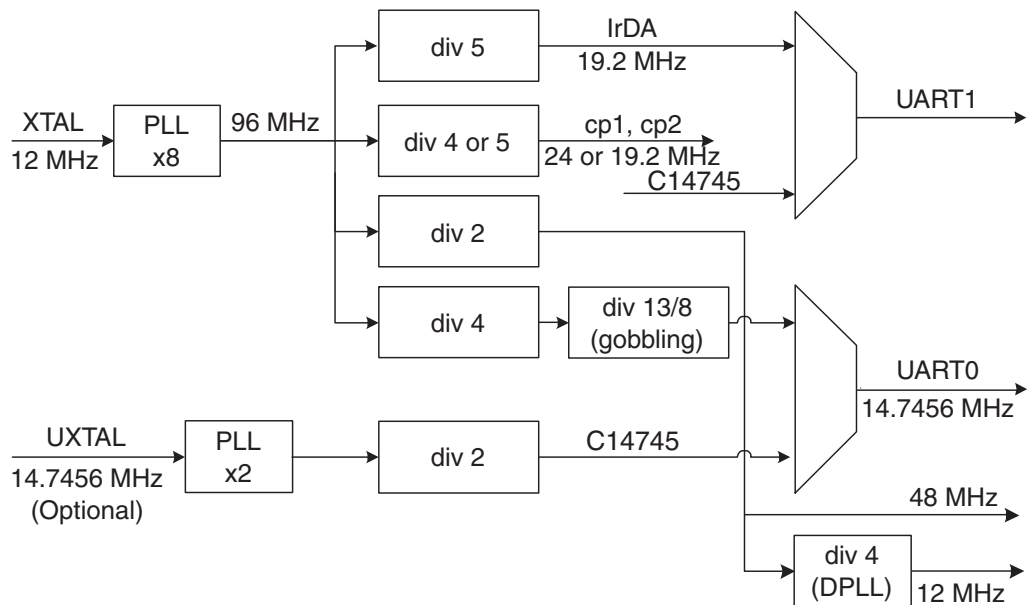 div 5
IrDA
19.2 MHz
UART1
XTAL
12 MHz
PLL
x8
96 MHz
div 4 or 5
cp1, cp2
24 or 19.2 MHz
C14745
div 2
div 4
div 13/8
(gobbling)
UART0
14.7456 MHz
UXTAL
14.7456 MHz
(Optional)
PLL
x2
div 2
C14745
48 MHz
div 4
(DPLL)
12 MHz